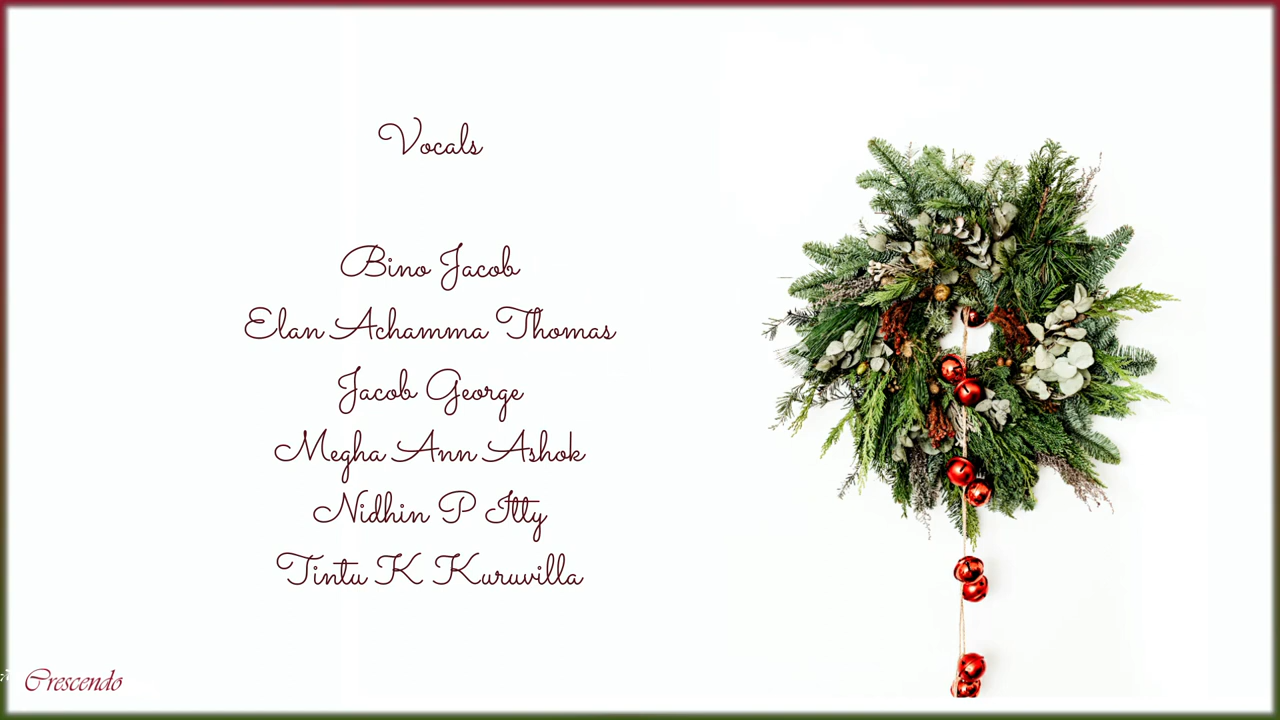 Vocals
Bino Jacob
Elan Achamma Thomas
Jacob George
Megha Ann Ashok
Nidhin P Itty
Tintu K Kuruvilla
Crescendo